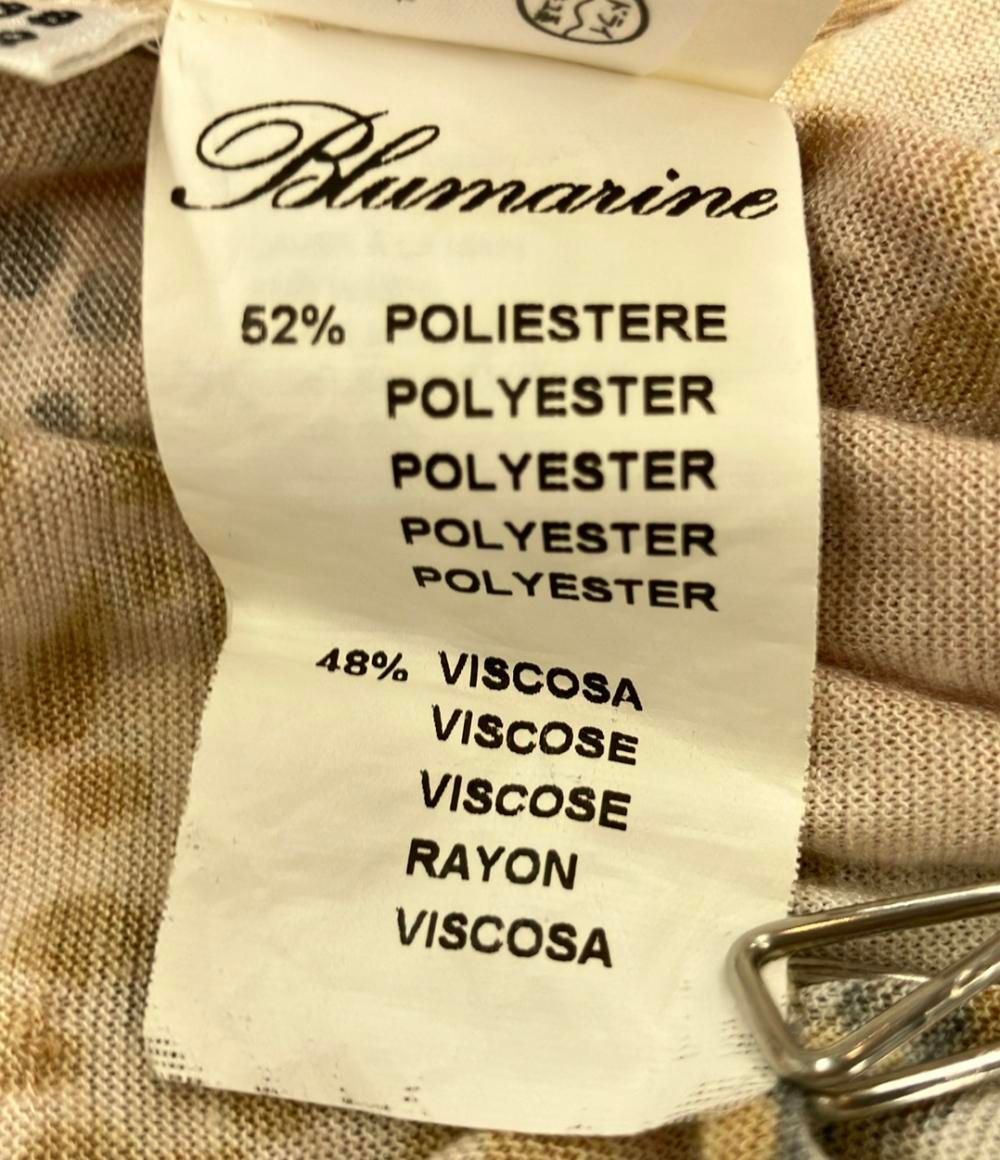 Blumarine
52% POLIESTERE
POLYESTER
POLYESTER
POLYESTER
POLYESTER
48% VISCOSA
VISCOSE
VISCOSE
RAYON
VISCOSA